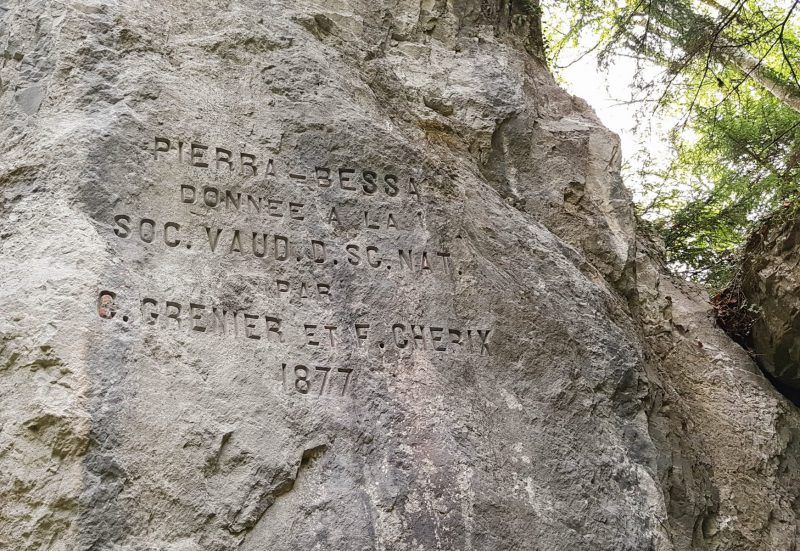 PIERRA-BESSA
DONNEE A LA
SOC. VAUD. D. SC. NAT.
PAR
C. GRENIER ET F. CHERIX
1877